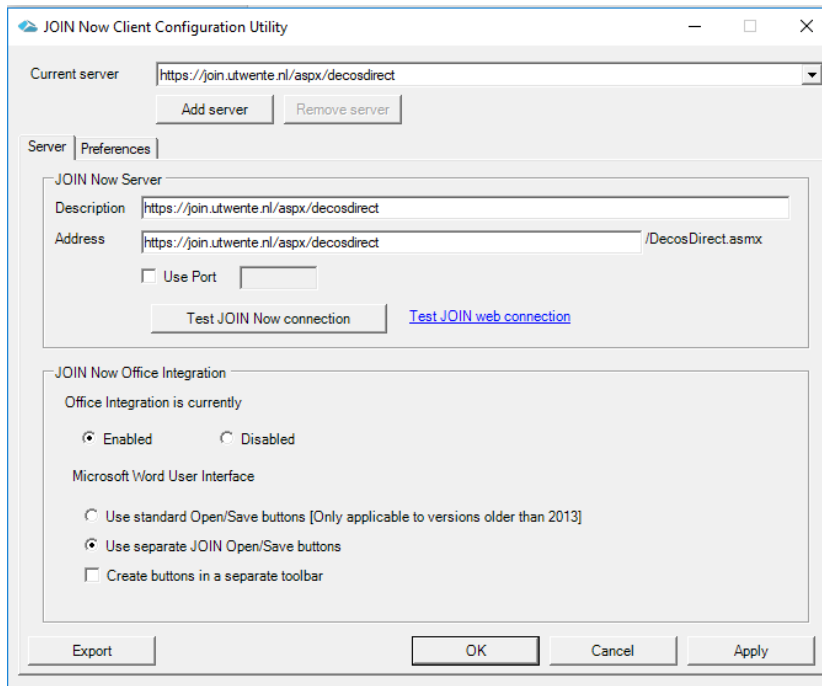 JOIN Now Client Configuration Utility
Current server https://join.utwente.nl/aspx/decosdirect
Add server Remove server
Server Preferences
JOIN Now Server
Description https://join.utwente.nl/aspx/decosdirect
Address https://join.utwente.nl/aspx/decosdirect /DecosDirect.asmx
Use Port
Test JOIN Now connection Test JOIN web connection
JOIN Now Office Integration
Office Integration is currently
Enabled Disabled
Microsoft Word User Interface
Use standard Open/Save buttons [Only applicable to versions older than 2013]
Use separate JOIN Open/Save buttons
Create buttons in a separate toolbar
Export OK Cancel Apply